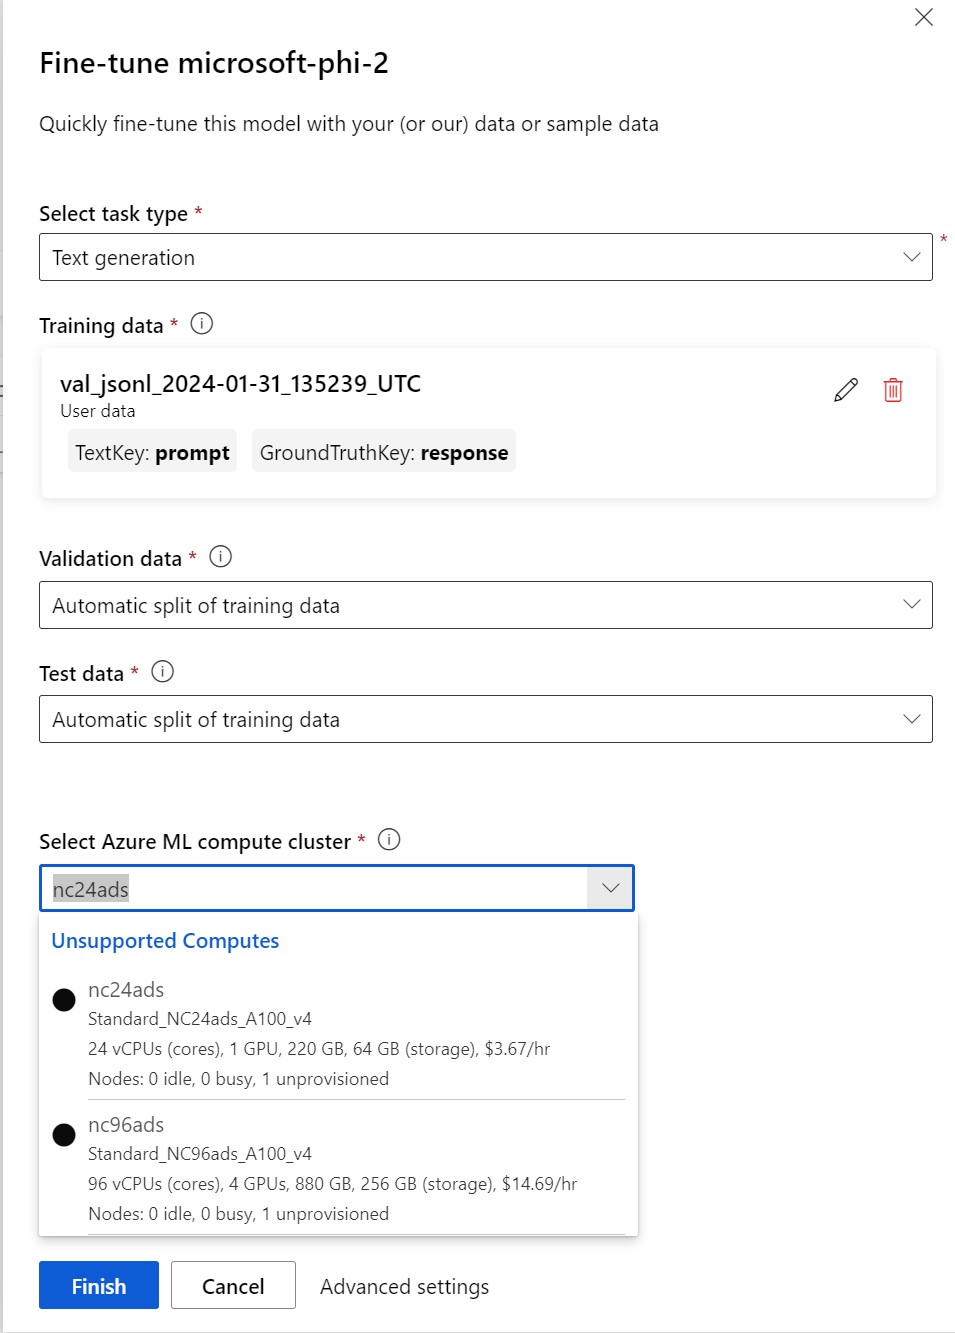 Fine-tune microsoft-phi-2
Quickly fine-tune this model with your (or our) data or sample data
Select task type *
Text generation
*
Training data *
val_jsonl_2024-01-31_135239_UTC
User data
TextKey: prompt GroundTruthKey: response
Validation data *
Automatic split of training data
Test data *
Automatic split of training data
Select Azure ML compute cluster *
nc24ads
Unsupported Computes
nc24ads
Standard_NC24ads_A100_v4
24 vCPUs (cores), 1 GPU, 220 GB, 64 GB (storage), $3.67/hr
Nodes: 0 idle, 0 busy, 1 unprovisioned
nc96ads
Standard_NC96ads_A100_v4
96 vCPUs (cores), 4 GPUs, 880 GB, 256 GB (storage), $14.69/hr
Nodes: 0 idle, 0 busy, 1 unprovisioned
Finish Cancel Advanced settings